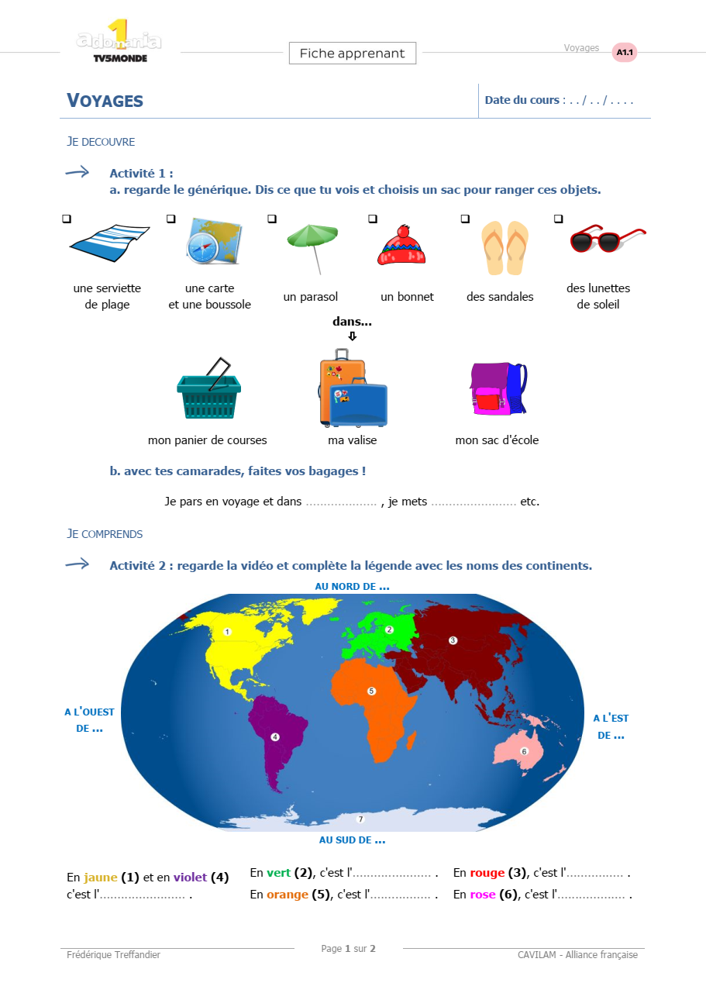 1
adomania
TV5MONDE
Fiche apprenant
Voyages
A1.1
VOYAGES
Date du cours : . . / . . / . . . .
JE DECOUVRE
Activité 1 :
a. regarde le générique. Dis ce que tu vois et choisis un sac pour ranger ces objets.
❑ ❑ ❑ ❑ ❑ ❑
une serviette
de plage
une carte
et une boussole
un parasol
un bonnet
des sandales
des lunettes
de soleil
dans...
mon panier de courses
ma valise
mon sac d'école
b. avec tes camarades, faites vos bagages !
Je pars en voyage et dans .................... , je mets ........................ etc.
JE COMPRENDS
Activité 2 : regarde la vidéo et complète la légende avec les noms des continents.
AU NORD DE ...
1
2
3
4
5
6
7
A L'OUEST
DE ...
A L'EST
DE ...
AU SUD DE ...
En jaune (1) et en violet (4)
c'est l'........................ .
En vert (2), c'est l'...................... .
En orange (5), c'est l'................. .
En rouge (3), c'est l'................ .
En rose (6), c'est l'................... .
Frédérique Treffandier
Page 1 sur 2
CAVILAM - Alliance française